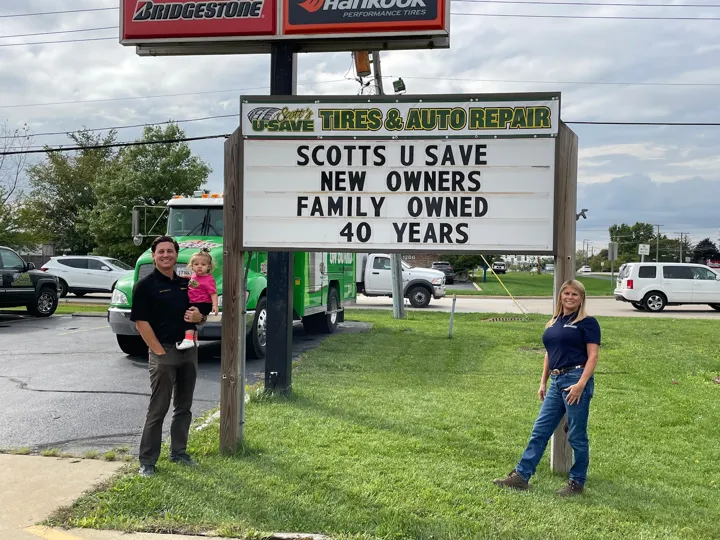 BRIDGESTONE
HANKOOK
PERFORMANCE TIRES
Scott's
U-SAVE
TIRES & AUTO REPAIR
SCOTTS U SAVE
NEW OWNERS
FAMILY OWNED
40 YEARS